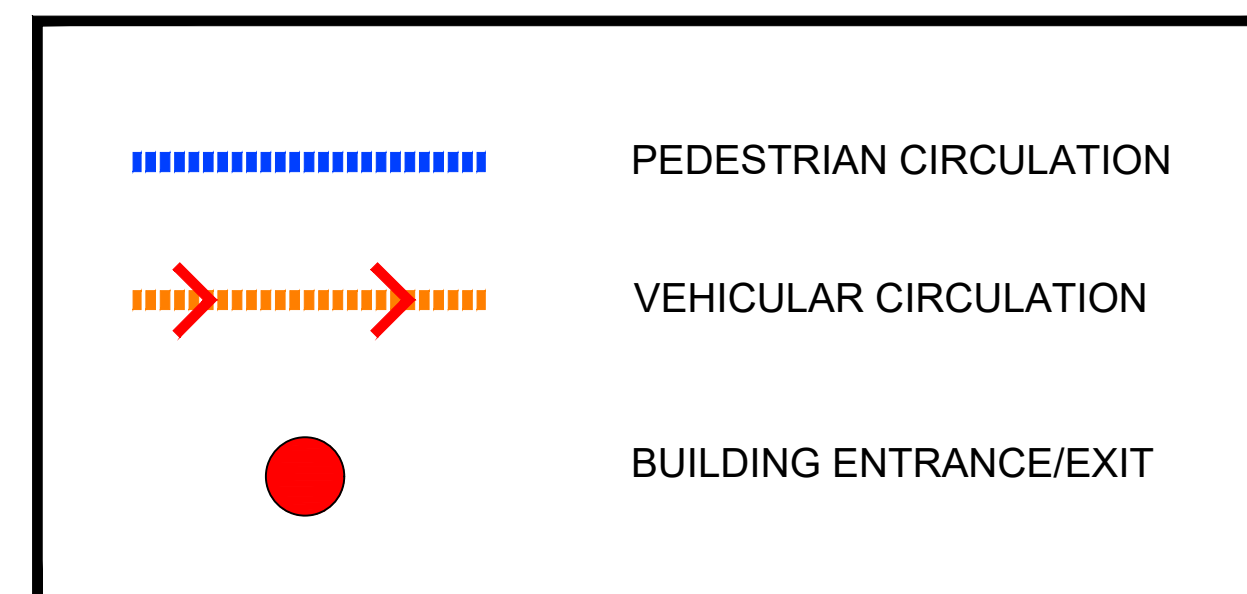 PEDESTRIAN CIRCULATION
VEHICULAR CIRCULATION
BUILDING ENTRANCE/EXIT